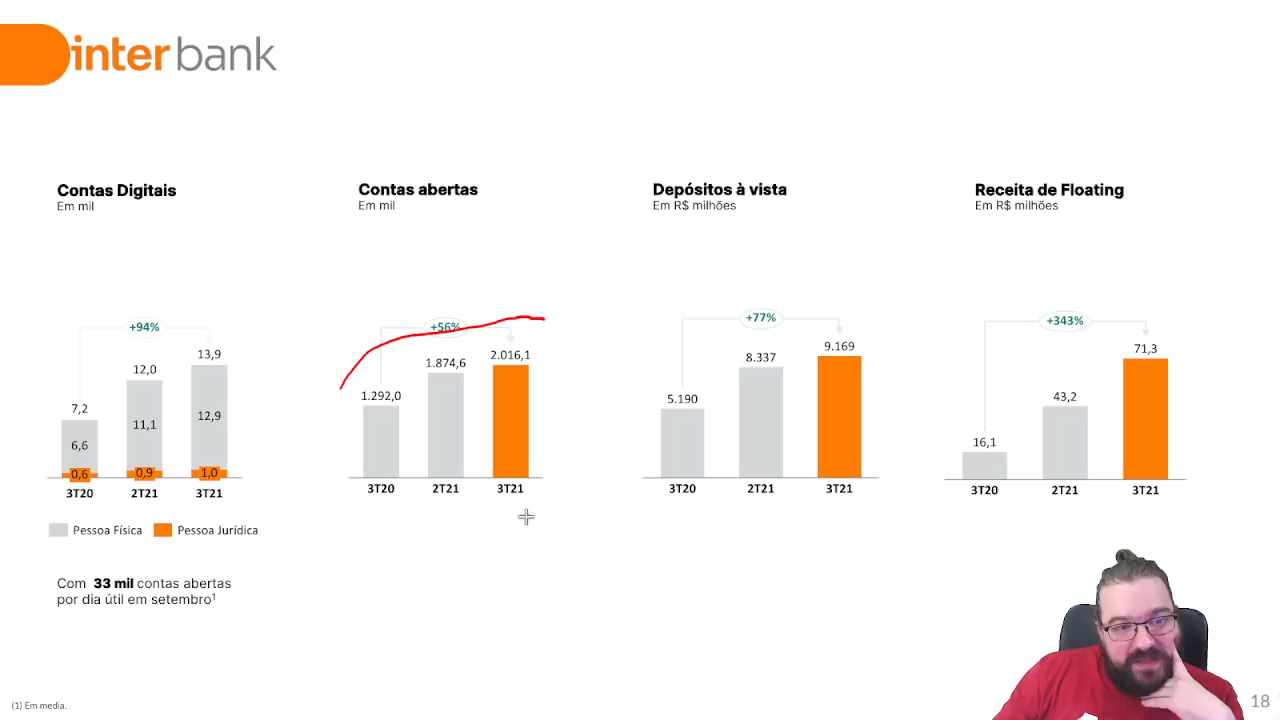 inter bank
Contas Digitais
Em mil
+94%
7,2
12,0
13,9
6,6
11,1
12,9
0,6
0,9
1,0
3T20
2T21
3T21
Pessoa Física
Pessoa Jurídica
Com 33 mil contas abertas
por dia útil em setembro¹
Contas abertas
Em mil
+56%
1.292,0
1.874,6
2.016,1
3T20
2T21
3T21
Depósitos à vista
Em R$ milhões
+77%
5.190
8.337
9.169
3T20
2T21
3T21
Receita de Floating
Em R$ milhões
+343%
16,1
43,2
71,3
3T20
2T21
3T21
(1) Em media.
18